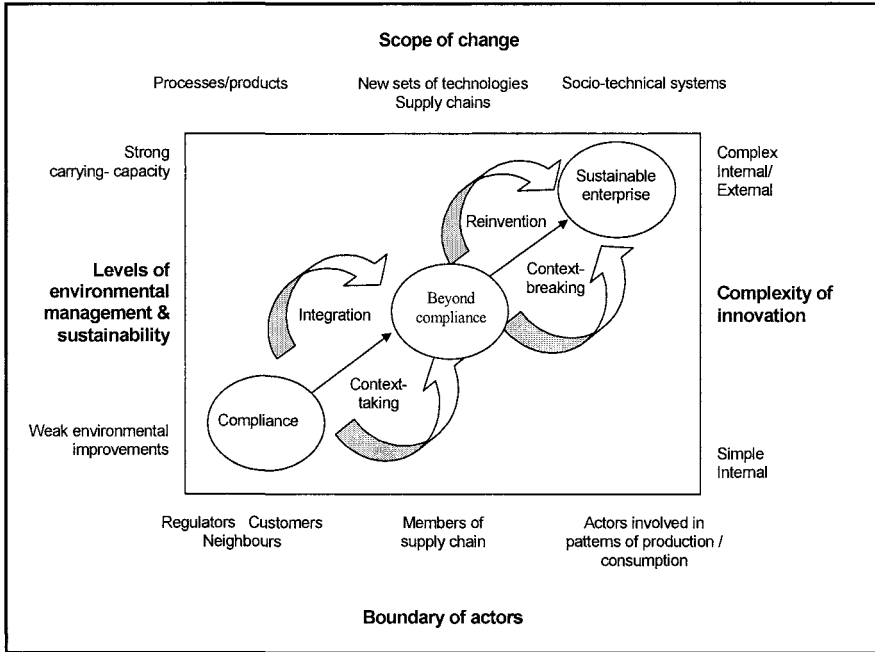 Scope of change
Processes/products
New sets of technologies
Supply chains
Socio-technical systems
Strong
carrying- capacity
Complex
Internal/
External
Sustainable
enterprise
Reinvention
Levels of
environmental
management &
sustainability
Integration
Beyond
compliance
Context-
breaking
Complexity of
innovation
Context-
taking
Compliance
Weak environmental
improvements
Simple
Internal
Regulators Customers
Neighbours
Members of
supply chain
Actors involved in
patterns of production /
consumption
Boundary of actors